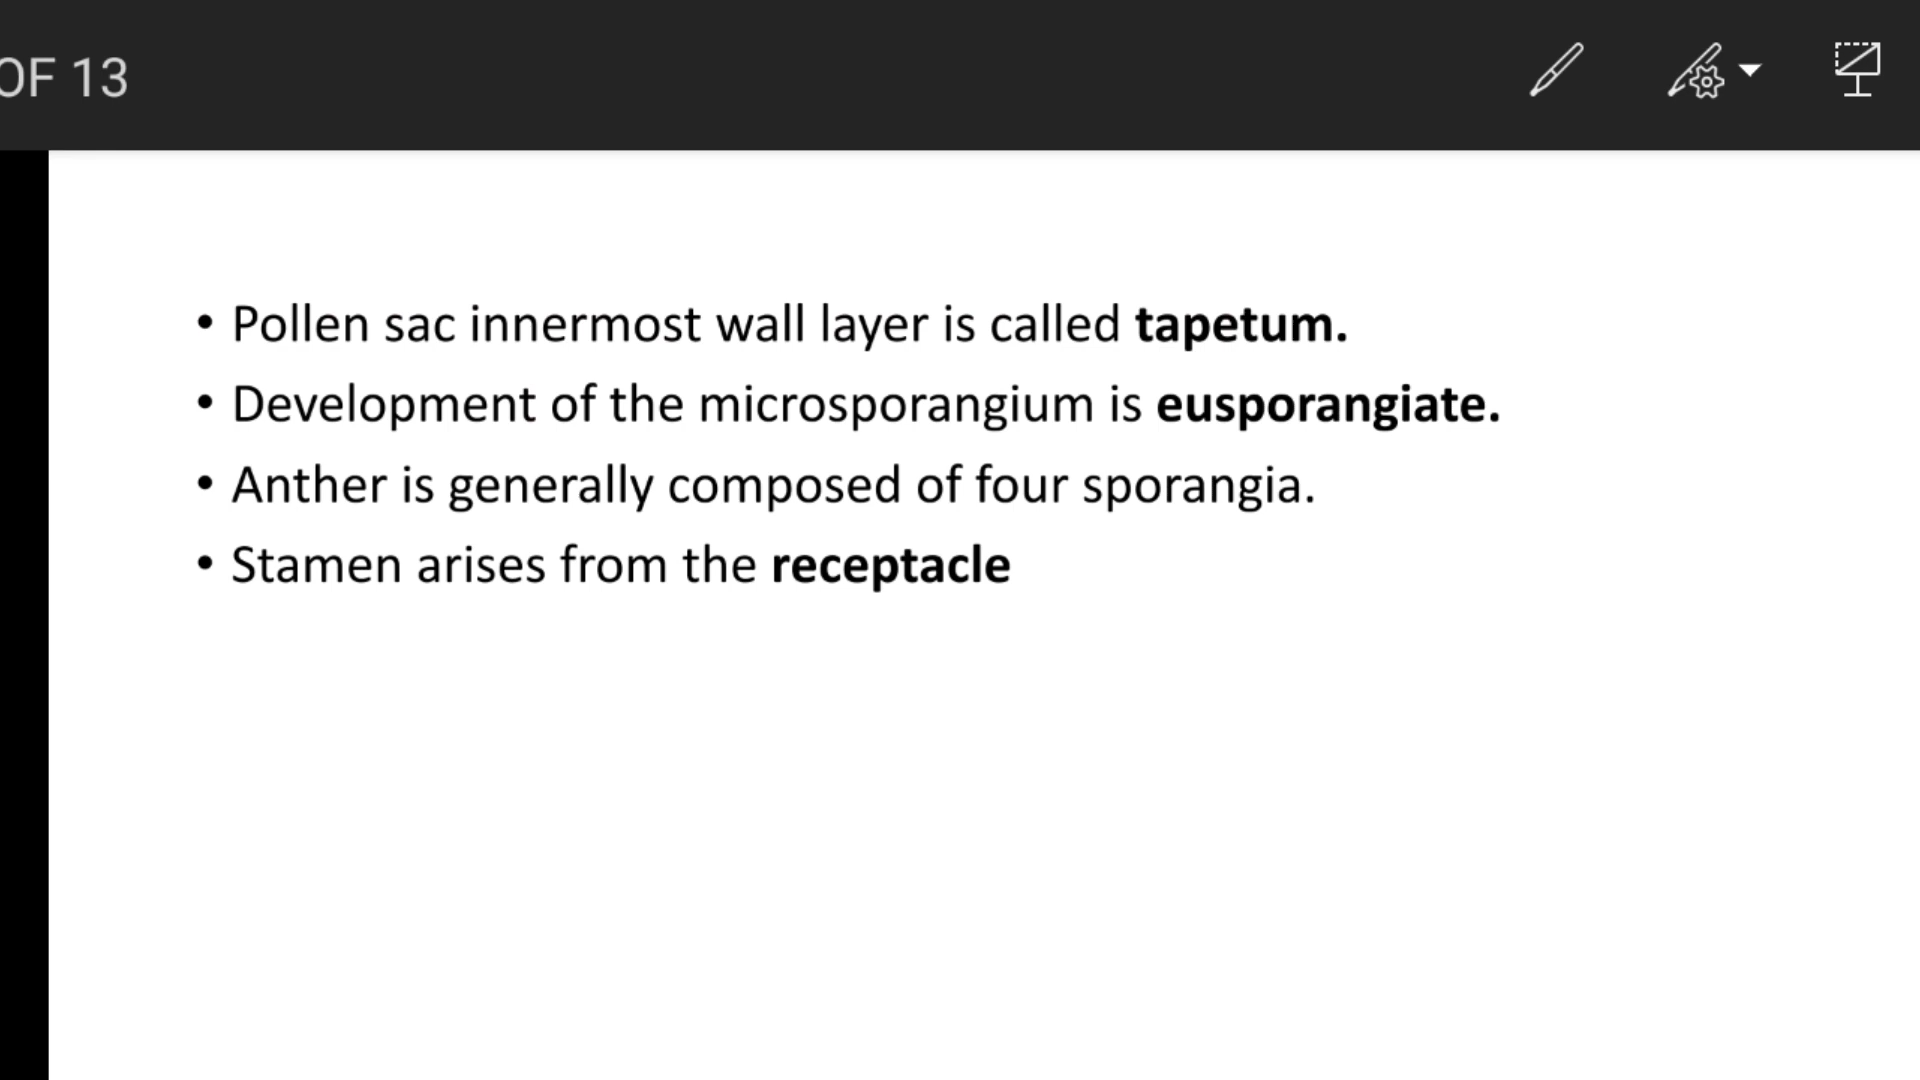 OF 13
• Pollen sac innermost wall layer is called tapetum.
• Development of the microsporangium is eusporangiate.
• Anther is generally composed of four sporangia.
• Stamen arises from the receptacle